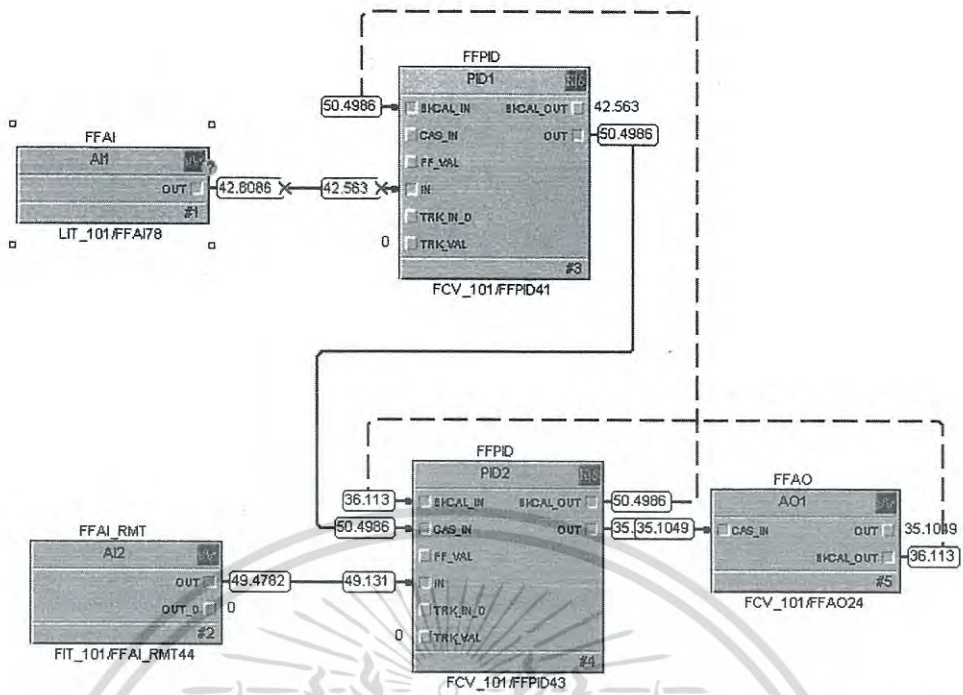 FFPID
PID1
50.4986
BKCAL_IN
BKCAL_OUT
42.563
CAS_IN
OUT
50.4986
FF_VAL
IN
TRK_IN_D
0
TRK_VAL
#3
FCV_101/FFPID41
FFAI
AI1
OUT
42.8086
42.563
#1
LIT_101/FFAI78
FFPID
PID2
36.113
BKCAL_IN
BKCAL_OUT
50.4986
50.4986
CAS_IN
OUT
35.1049
FF_VAL
IN
TRK_IN_D
0
TRK_VAL
#4
FCV_101/FFPID43
FFAO
AO1
CAS_IN
OUT
35.1049
BKCAL_OUT
36.113
#5
FCV_101/FFAO24
FFAI_RMT
AI2
OUT
49.4782
49.131
OUT_D
0
#2
FIT_101/FFAI_RMT44